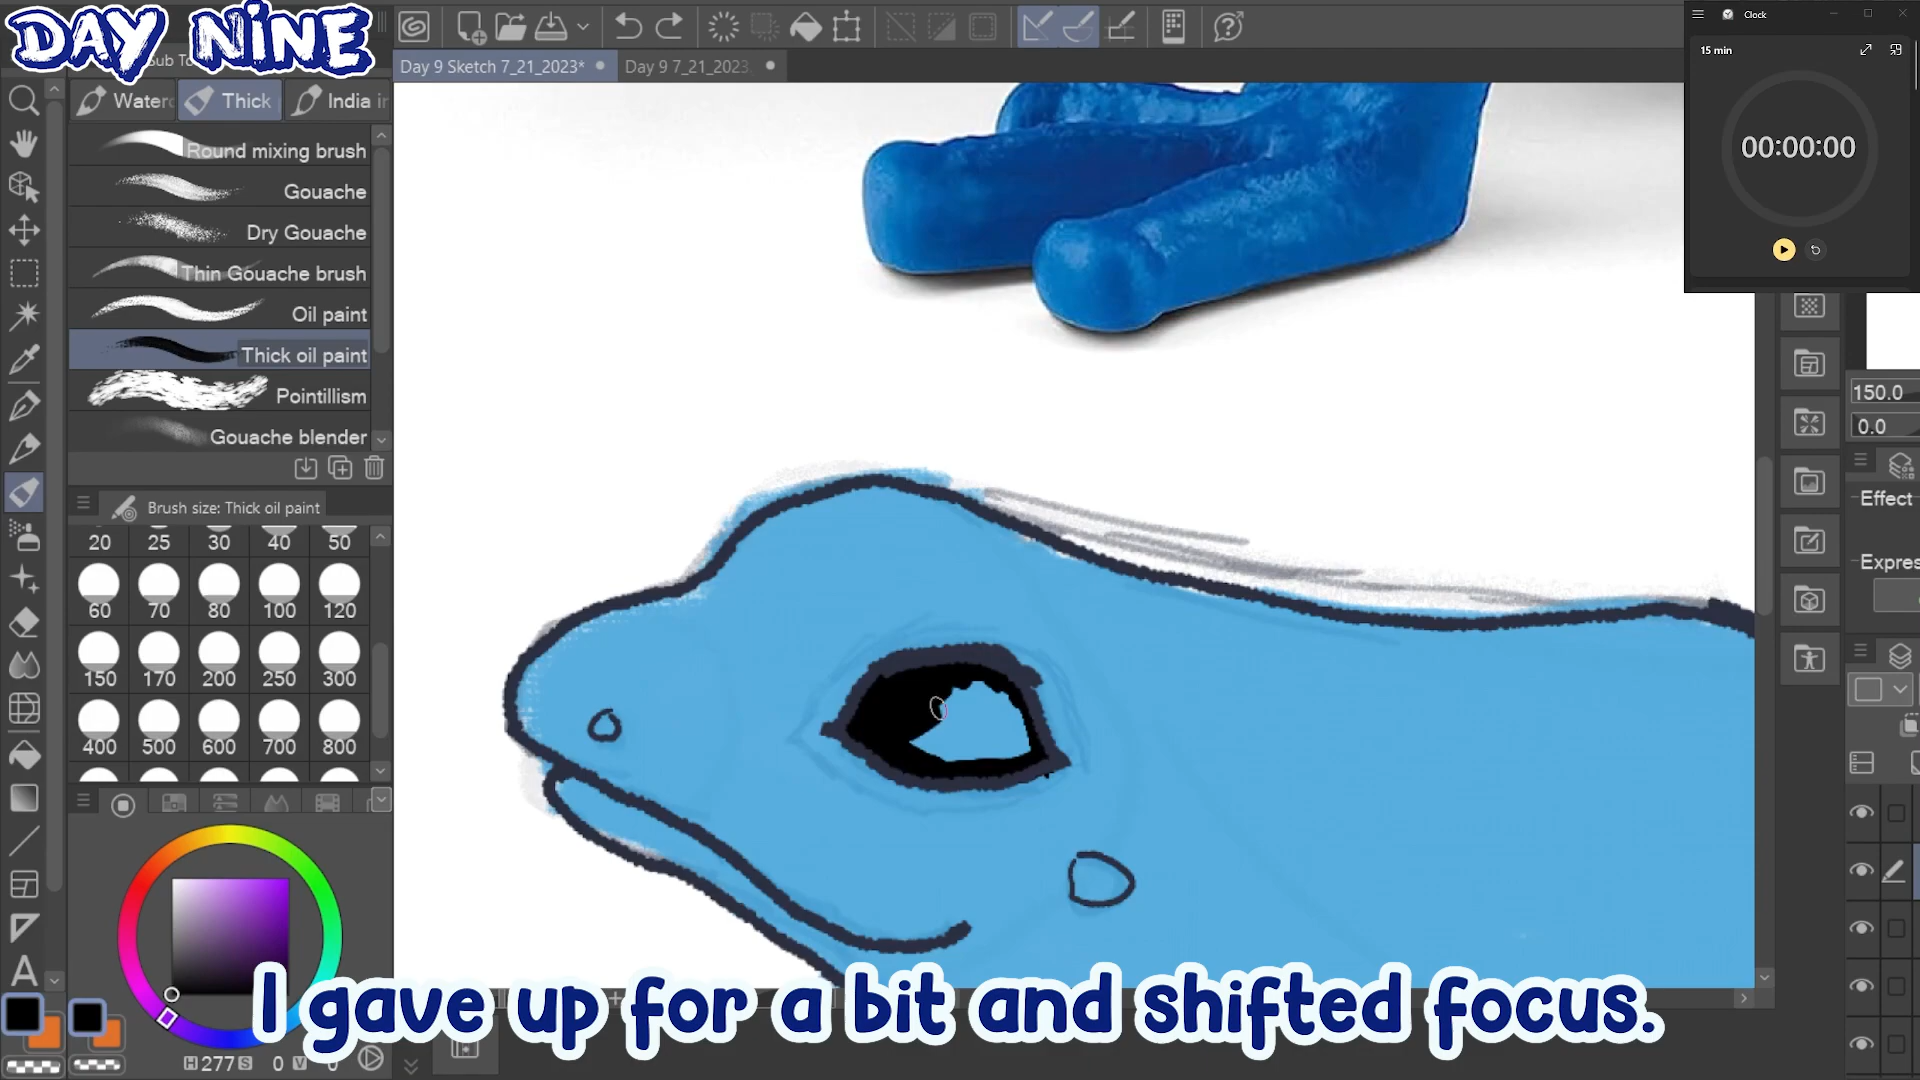 DAY NINE
Clock
15 min
00:00:00
Day 9 Sketch 7_21_2023*
Day 9 7_21_2023
Thick
India
Round mixing brush
Gouache
Dry Gouache
Thin Gouache brush
Oil paint
Thick oil paint
Pointillism
Gouache blender
Brush size: Thick oil paint
20 25 30 40 50
60 70 80 100 120
150 170 200 250 300
400 500 600 700 800
150.0
0.0
Effect
I gave up for a bit and shifted focus.
H 277 S 0 V 0